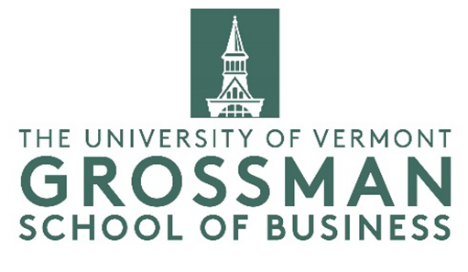 THE UNIVERSITY OF VERMONT
GROSSMAN
SCHOOL OF BUSINESS